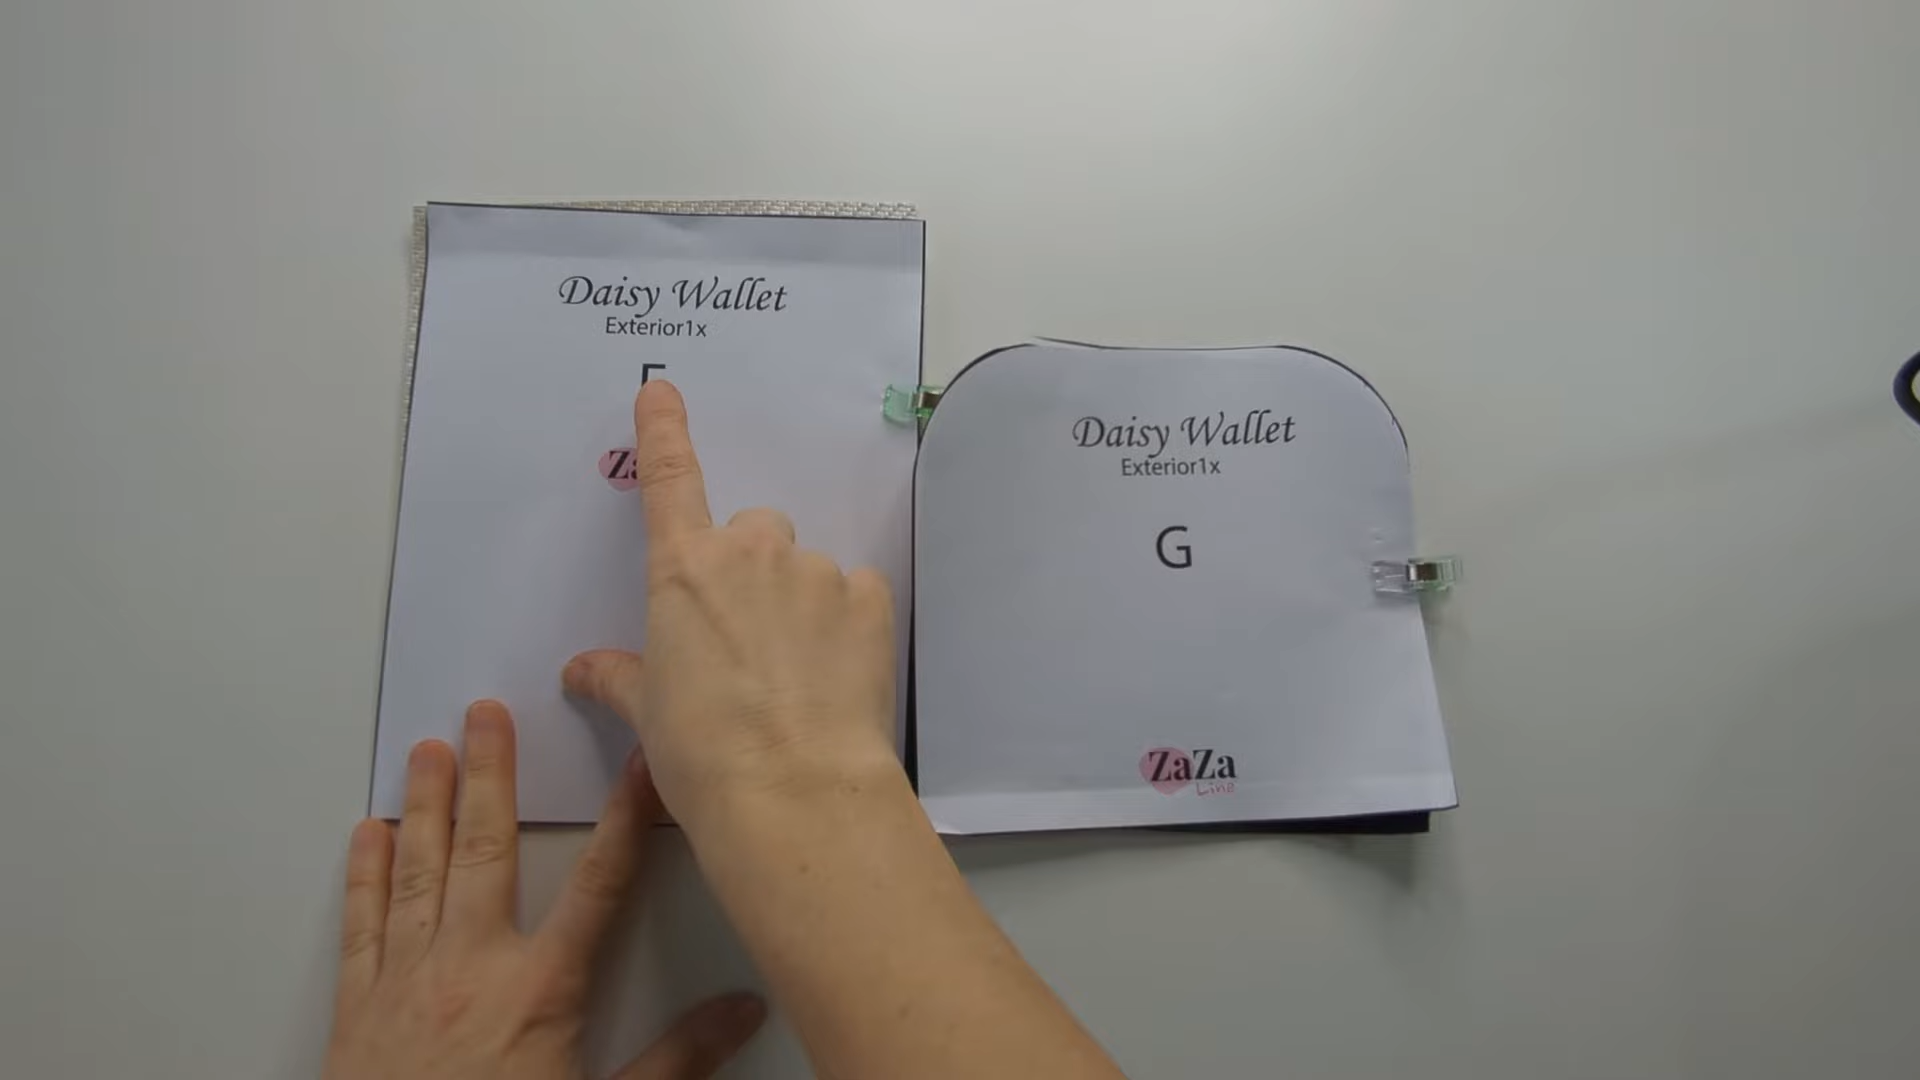 Daisy Wallet
Exterior1x
Daisy Wallet
Exterior1x
G
ZaZa
Line